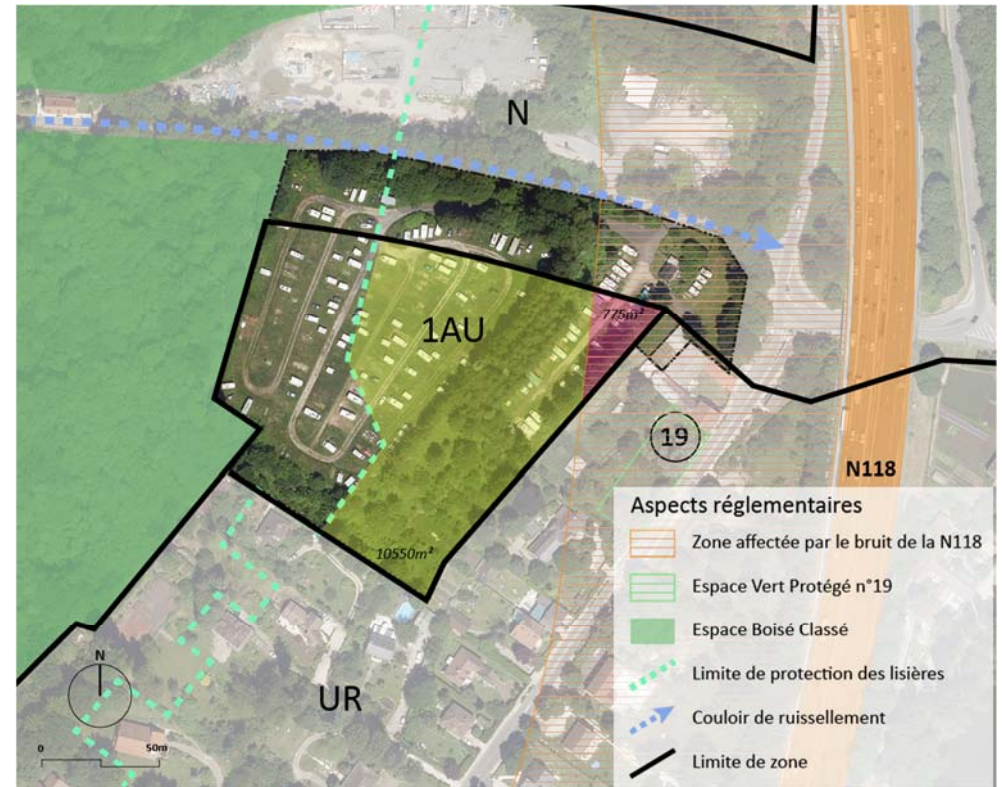 N
775m²
1AU
19
N118
10550m²
UR
N
0
50m
Aspects réglementaires
Zone affectée par le bruit de la N118
Espace Vert Protégé n°19
Espace Boisé Classé
Limite de protection des lisières
Couloir de ruissellement
Limite de zone